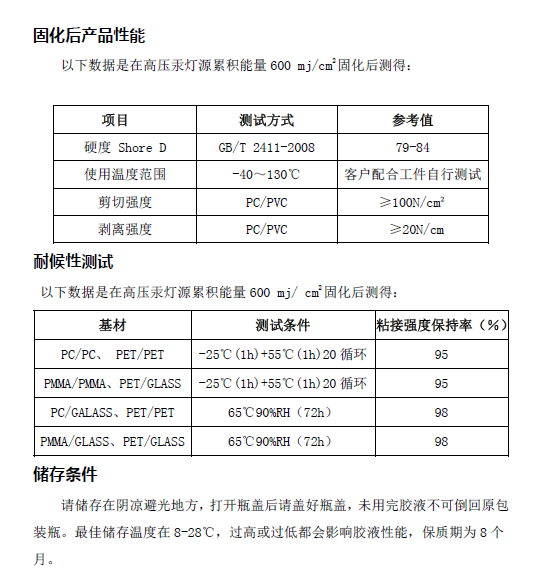 固化后产品性能
以下数据是在高压汞灯源累积能量 600 mj/cm²固化后测得：
项目 测试方式 参考值
硬度 Shore D GB/T 2411-2008 79-84
使用温度范围 -40～130℃ 客户配合工件自行测试
剪切强度 PC/PVC ≥100N/cm²
剥离强度 PC/PVC ≥20N/cm
耐候性测试
以下数据是在高压汞灯源累积能量 600 mj/ cm²固化后测得：
基材 测试条件 粘接强度保持率（%）
PC/PC、 PET/PET -25℃(1h)+55℃(1h)20 循环 95
PMMA/PMMA、PET/GLASS -25℃(1h)+55℃(1h)20 循环 95
PC/GALASS、PET/PET 65℃90%RH（72h） 98
PMMA/GLASS、PET/GLASS 65℃90%RH（72h） 98
储存条件
请储存在阴凉避光地方，打开瓶盖后请盖好瓶盖，未用完胶液不可倒回原包
装瓶。最佳储存温度在 8-28℃，过高或过低都会影响胶液性能，保质期为 8 个
月。